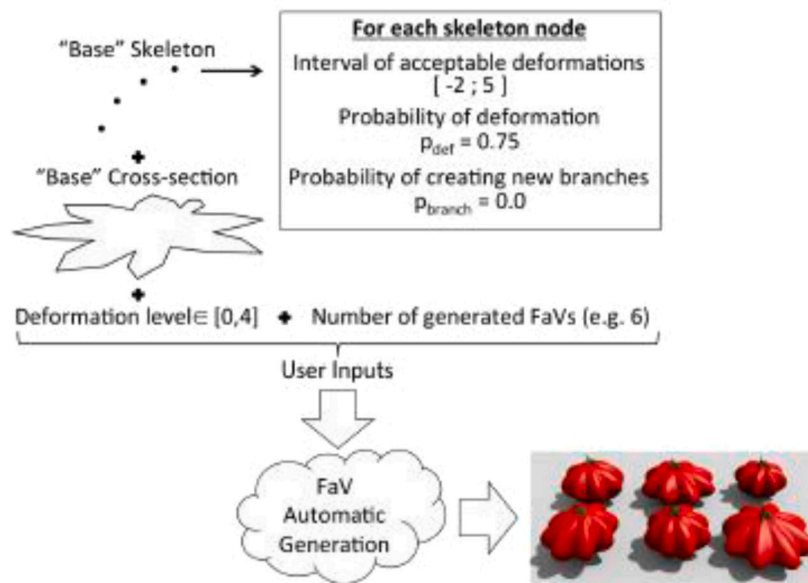 "Base" Skeleton
For each skeleton node
Interval of acceptable deformations
[ -2 ; 5 ]
Probability of deformation
p_def = 0.75
Probability of creating new branches
p_branch = 0.0
+
"Base" Cross-section
+
Deformation level∈ [0,4] + Number of generated FaVs (e.g. 6)
User Inputs
FaV
Automatic
Generation